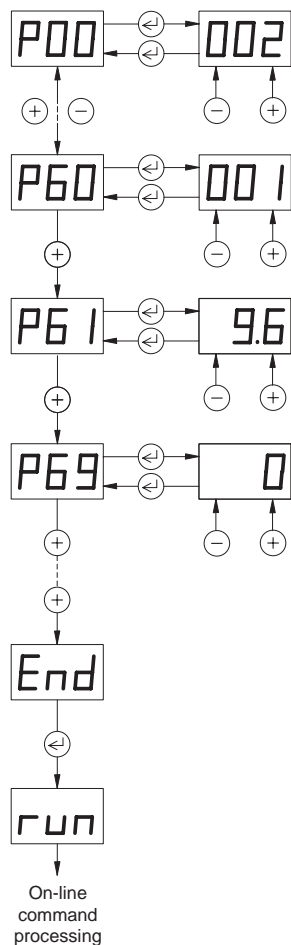 P00 002
+ −
P60 001
− +
+
P61 9.6
− +
+
P69 0
− +
+
+
End
run
On-line
command
processing